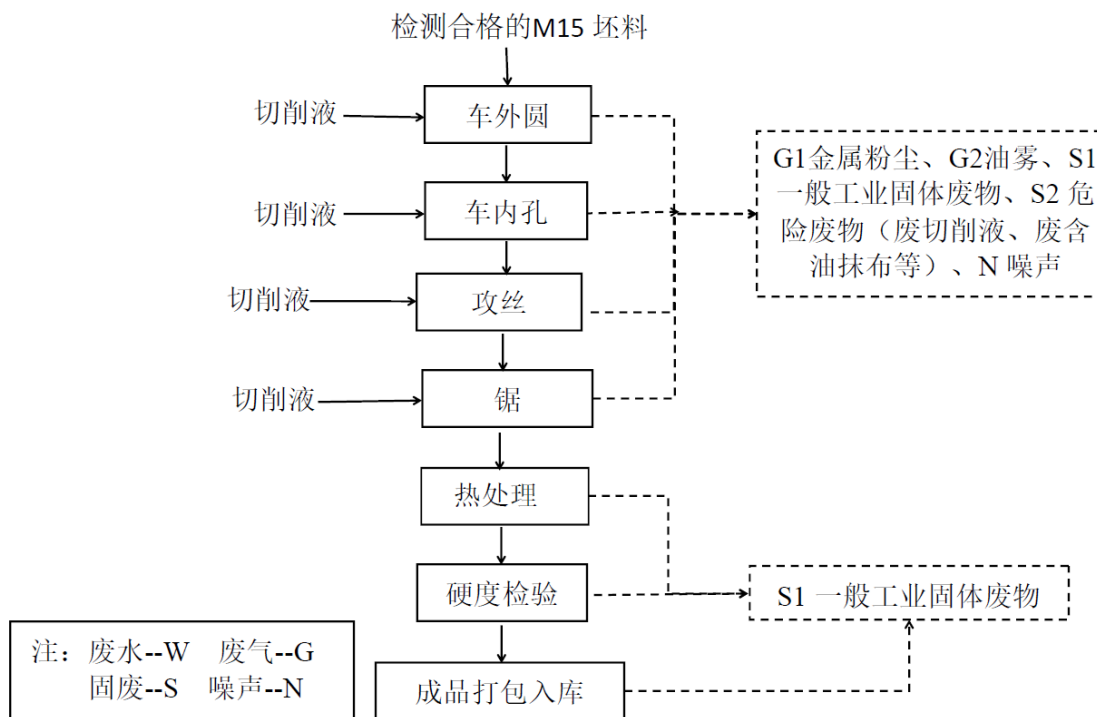 检测合格的M15 坯料
切削液
车外圆
切削液
车内孔
切削液
攻丝
切削液
锯
G1金属粉尘、G2油雾、S1
一般工业固体废物、S2 危
险废物（废切削液、废含
油抹布等）、N 噪声
热处理
硬度检验
S1 一般工业固体废物
成品打包入库
注：废水--W 废气--G
固废--S 噪声--N